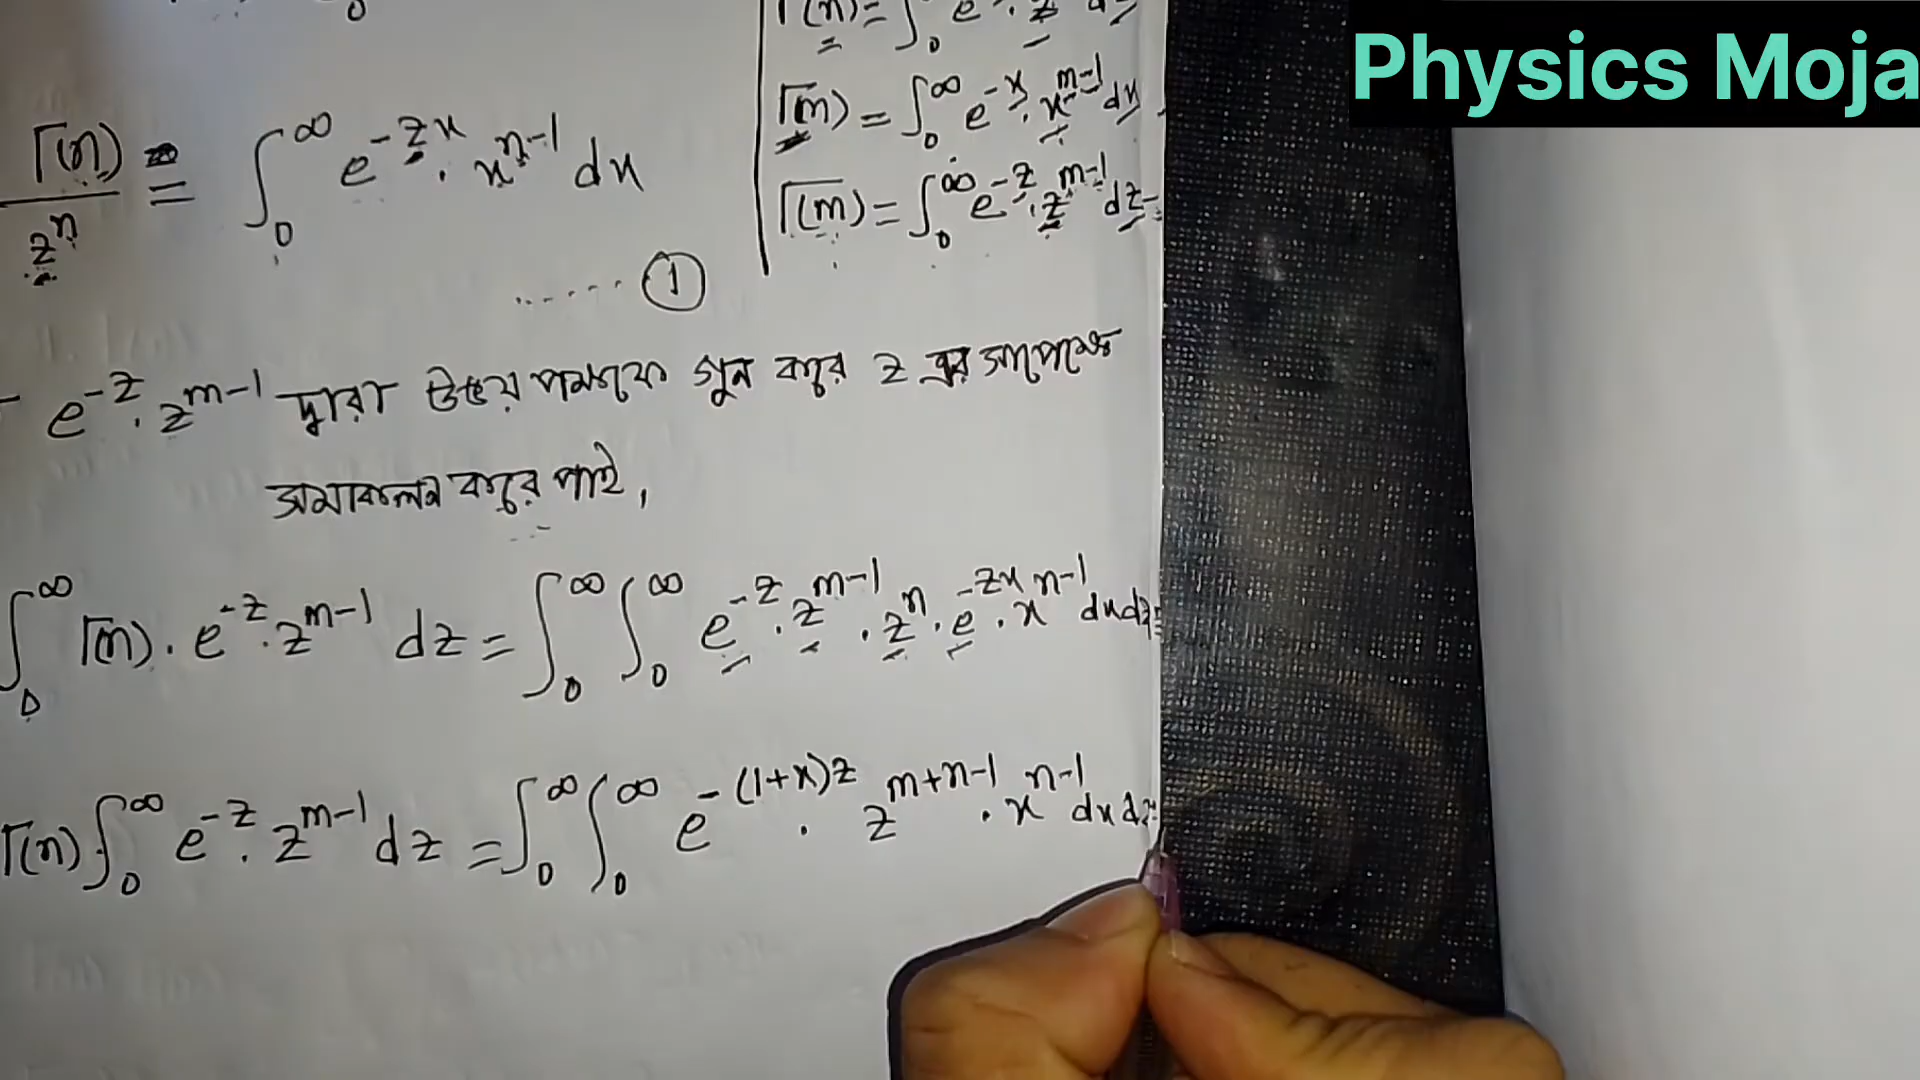 Physics Moja
Γ(n) = ∫₀ e⁻ · z dz
Γ(m) = ∫₀^∞ e^{-x} · x^{m-1} dx
Γ(m) = ∫₀^∞ e^{-z} · z^{m-1} dz
Γ(n)/z^n = ∫₀^∞ e^{-zx} · x^{n-1} dx
...... ①
e^{-z} · z^{m-1} দ্বারা উভয় পক্ষকে গুন করে z এর সাপেক্ষে
সমাকলন করে পাই,
∫₀^∞ Γ(n) · e^{-z} · z^{m-1} dz = ∫₀^∞ ∫₀^∞ e^{-z} · z^{m-1} · z^n · e^{-zx} · x^{n-1} dx dz
Γ(n) ∫₀^∞ e^{-z} · z^{m-1} dz = ∫₀^∞ ∫₀^∞ e^{-(1+x)z} · z^{m+n-1} · x^{n-1} dx dz